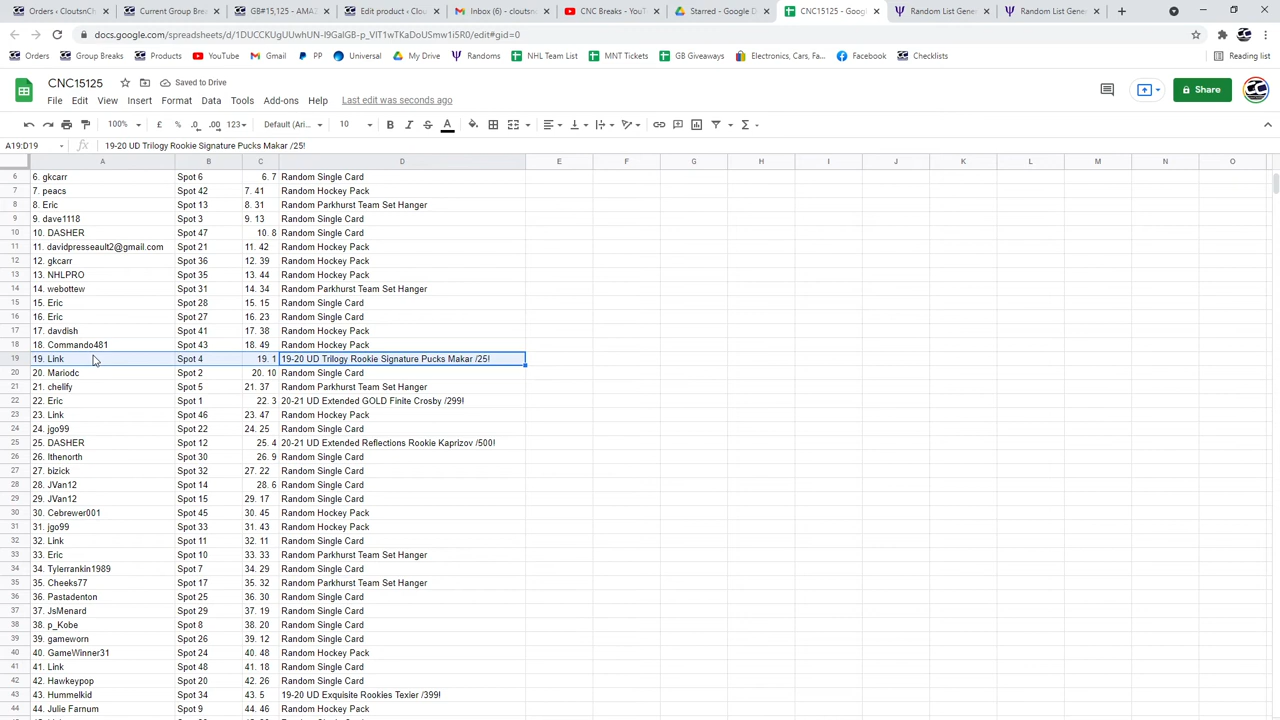 Orders < CloutsnCh
Current Group Break
GB#15,125 - AMAZ
Edit product < Clou
Inbox (6) - cloutsn
CNC Breaks - YouT
Starred - Google D
CNC15125 - Goog
Random List Gener
Random List Gene
docs.google.com/spreadsheets/d/1DUCCKUgUUwhUN-I9GaIGB-p_VIT1wTKaDoUSmw1i5R0/edit#gid=0
Orders Group Breaks Products YouTube Gmail PP Universal My Drive Randoms NHL Team List MNT Tickets GB Giveaways Electronics, Cars, Fa... Facebook Checklists Reading list
CNC15125 Saved to Drive
File Edit View Insert Format Data Tools Add-ons Help Last edit was seconds ago
Share
100% £ % .0 .00 123 Default (Ari... 10 B I S A
A19:D19 fx 19-20 UD Trilogy Rookie Signature Pucks Makar /25!
A B C D E F G H I J K L M N O
6 6. gkcarr Spot 6 6. 7 Random Single Card
7 7. peacs Spot 42 7. 41 Random Hockey Pack
8 8. Eric Spot 13 8. 31 Random Parkhurst Team Set Hanger
9 9. dave1118 Spot 3 9. 13 Random Single Card
10 10. DASHER Spot 47 10. 8 Random Single Card
11 11. davidpresseault2@gmail.com Spot 21 11. 42 Random Hockey Pack
12 12. gkcarr Spot 36 12. 39 Random Hockey Pack
13 13. NHLPRO Spot 35 13. 44 Random Hockey Pack
14 14. webottew Spot 31 14. 34 Random Parkhurst Team Set Hanger
15 15. Eric Spot 28 15. 15 Random Single Card
16 16. Eric Spot 27 16. 23 Random Single Card
17 17. davdish Spot 41 17. 38 Random Hockey Pack
18 18. Commando481 Spot 43 18. 49 Random Hockey Pack
19 19. Link Spot 4 19. 1 19-20 UD Trilogy Rookie Signature Pucks Makar /25!
20 20. Mariodc Spot 2 20. 10 Random Single Card
21 21. chelify Spot 5 21. 37 Random Parkhurst Team Set Hanger
22 22. Eric Spot 1 22. 3 20-21 UD Extended GOLD Finite Crosby /299!
23 23. Link Spot 46 23. 47 Random Hockey Pack
24 24. jgo99 Spot 22 24. 25 Random Single Card
25 25. DASHER Spot 12 25. 4 20-21 UD Extended Reflections Rookie Kaprizov /500!
26 26. lthenorth Spot 30 26. 9 Random Single Card
27 27. bizick Spot 32 27. 22 Random Single Card
28 28. JVan12 Spot 14 28. 6 Random Single Card
29 29. JVan12 Spot 15 29. 17 Random Single Card
30 30. Cebrewer001 Spot 45 30. 45 Random Hockey Pack
31 31. jgo99 Spot 33 31. 43 Random Hockey Pack
32 32. Link Spot 11 32. 11 Random Single Card
33 33. Eric Spot 10 33. 33 Random Parkhurst Team Set Hanger
34 34. Tylerrankin1989 Spot 7 34. 29 Random Single Card
35 35. Cheeks77 Spot 17 35. 32 Random Parkhurst Team Set Hanger
36 36. Pastadenton Spot 25 36. 30 Random Single Card
37 37. JsMenard Spot 29 37. 19 Random Single Card
38 38. p_Kobe Spot 8 38. 20 Random Single Card
39 39. gameworn Spot 26 39. 12 Random Single Card
40 40. GameWinner31 Spot 24 40. 48 Random Hockey Pack
41 41. Link Spot 48 41. 18 Random Single Card
42 42. Hawkeypop Spot 20 42. 26 Random Single Card
43 43. Hummelkid Spot 34 43. 5 19-20 UD Exquisite Rookies Texier /399!
44 44. Julie Farnum Spot 9 44. 46 Random Hockey Pack